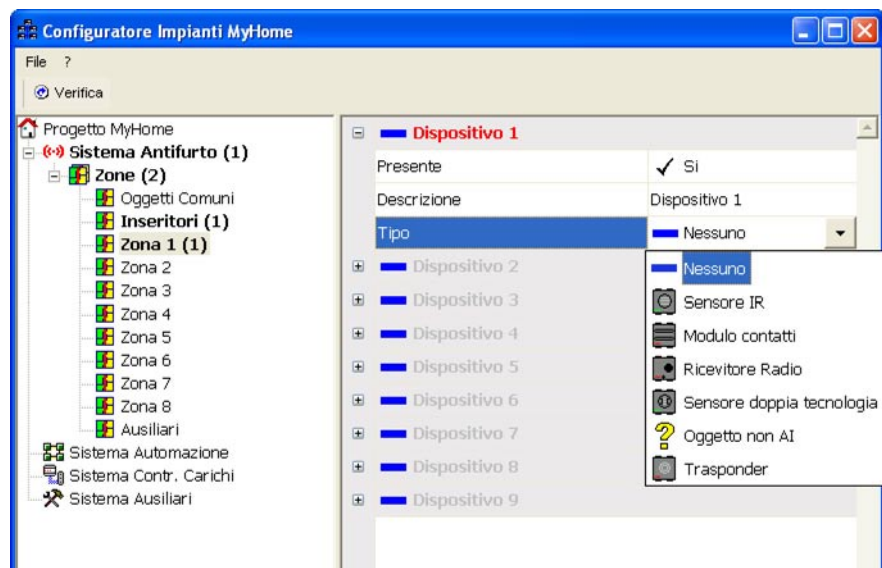 Configuratore Impianti MyHome
File ?
Verifica
Progetto MyHome
Sistema Antifurto (1)
Zone (2)
Oggetti Comuni
Inseritori (1)
Zona 1 (1)
Zona 2
Zona 3
Zona 4
Zona 5
Zona 6
Zona 7
Zona 8
Ausiliari
Sistema Automazione
Sistema Contr. Carichi
Sistema Ausiliari
Dispositivo 1
Presente Si
Descrizione Dispositivo 1
Tipo Nessuno
Dispositivo 2
Dispositivo 3
Dispositivo 4
Dispositivo 5
Dispositivo 6
Dispositivo 7
Dispositivo 8
Dispositivo 9
Nessuno
Sensore IR
Modulo contatti
Ricevitore Radio
Sensore doppia tecnologia
Oggetto non AI
Trasponder